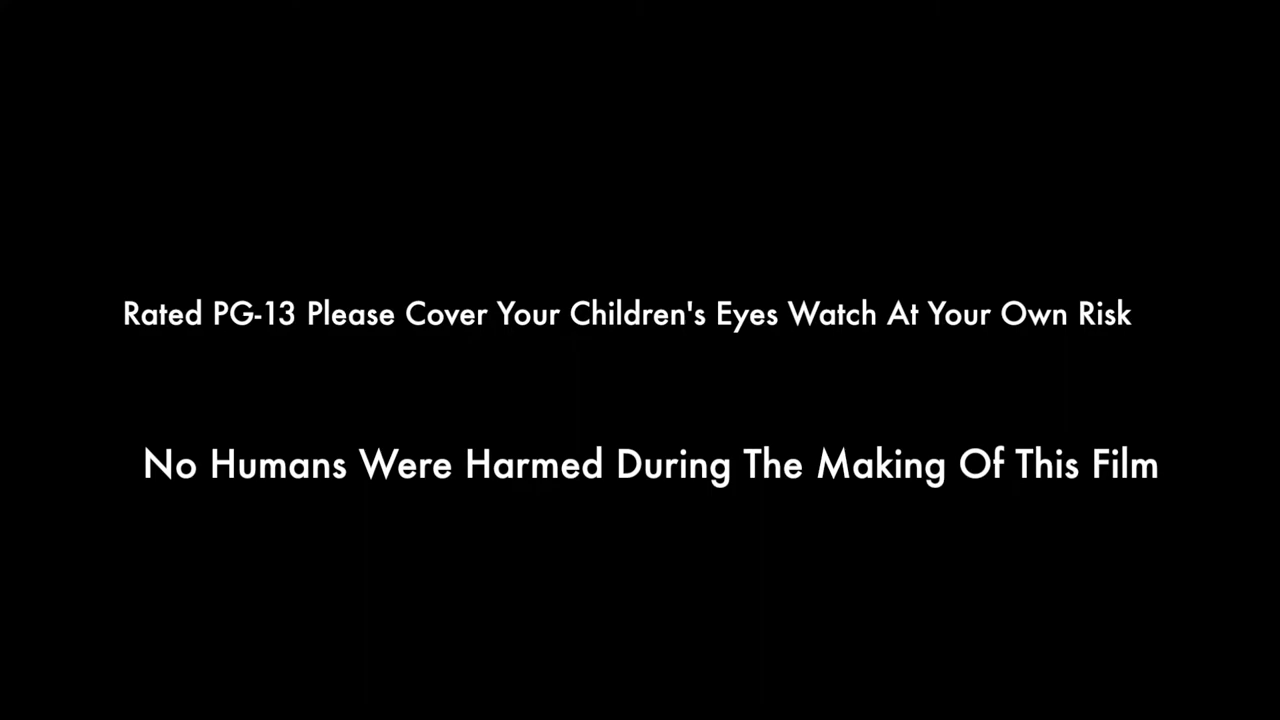 Rated PG-13 Please Cover Your Children's Eyes Watch At Your Own Risk
No Humans Were Harmed During The Making Of This Film